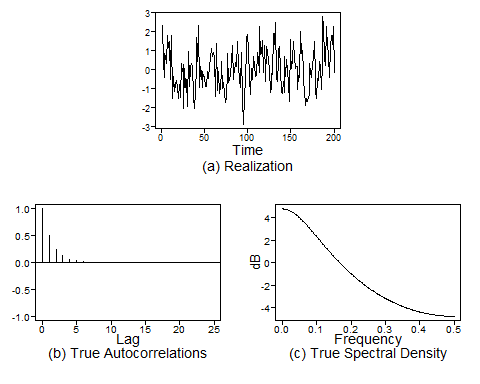 3
2
1
0
-1
-2
-3
0 50 100 150 200
Time
(a) Realization
1.0
0.5
0.0
-0.5
-1.0
0 5 10 15 20 25
Lag
(b) True Autocorrelations
4
2
0
-2
-4
dB
0.0 0.1 0.2 0.3 0.4 0.5
Frequency
(c) True Spectral Density